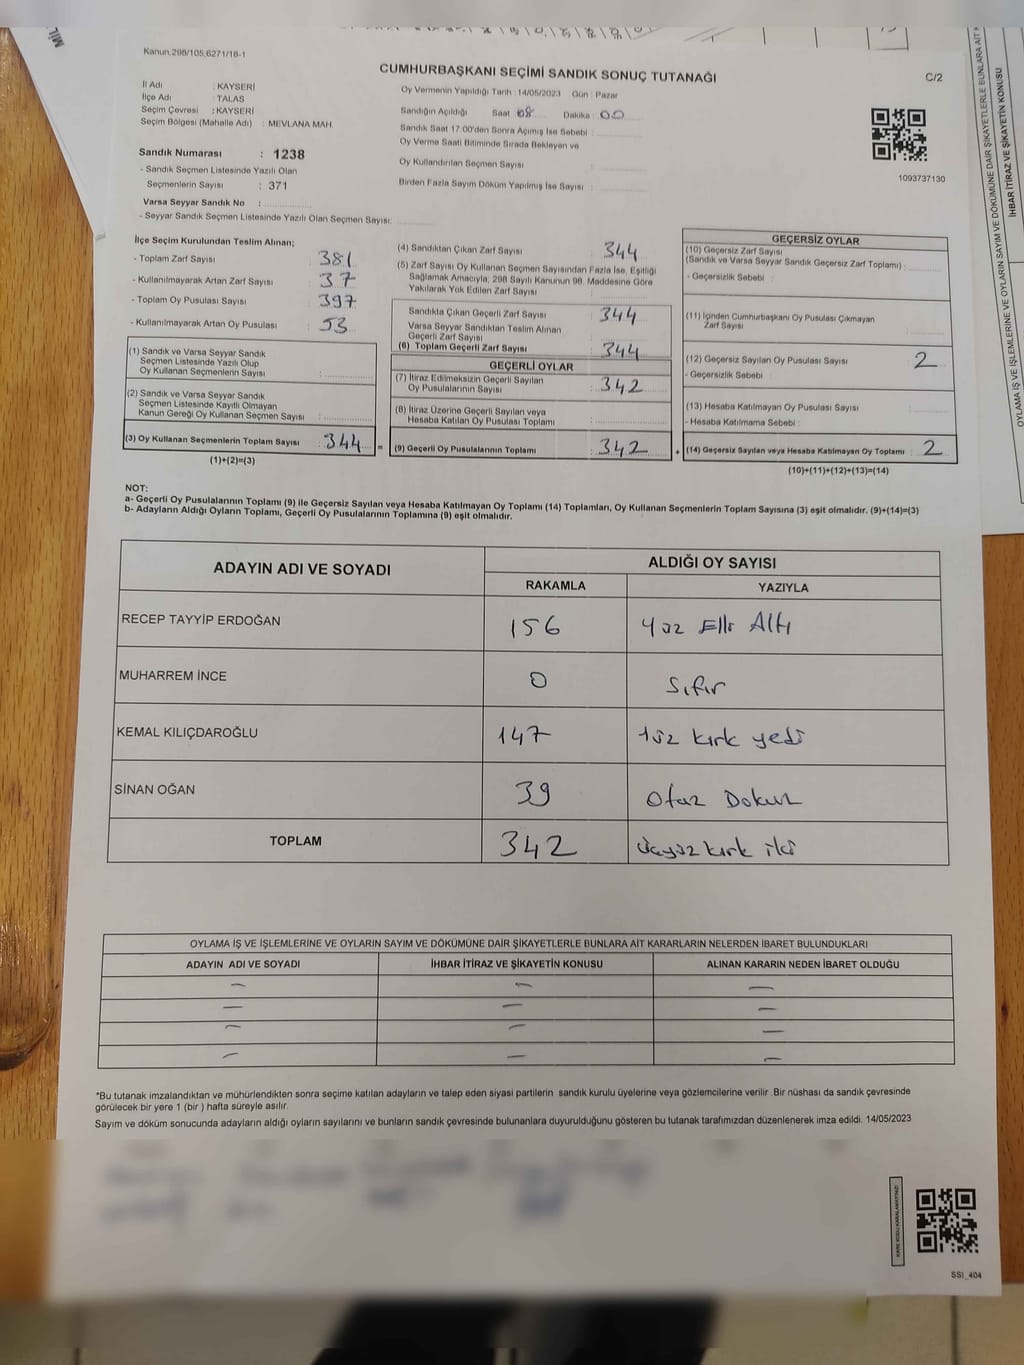 Kanun,298/105,6271/18-1
CUMHURBAŞKANI SEÇİMİ SANDIK SONUÇ TUTANAĞI
C/2
İl Adı : KAYSERİ
İlçe Adı : TALAS
Seçim Çevresi : KAYSERİ
Seçim Bölgesi (Mahalle Adı) : MEVLANA MAH.
Oy Vermenin Yapıldığı Tarih : 14/05/2023 Gün : Pazar
Sandığın Açıldığı Saat : 08 Dakika : 00
Sandık Saat 17.00'den Sonra Açımış İse Sebebi :
Oy Verme Saati Bitiminde Sırada Bekleyen ve
Oy Kullandırılan Seçmen Sayısı :
Birden Fazla Sayım Döküm Yapılmış İse Sayısı :
1093737130
Sandık Numarası : 1238
- Sandık Seçmen Listesinde Yazılı Olan
Seçmenlerin Sayısı : 371
Varsa Seyyar Sandık No :
- Seyyar Sandık Seçmen Listesinde Yazılı Olan Seçmen Sayısı:
İlçe Seçim Kurulundan Teslim Alınan;
- Toplam Zarf Sayısı : 381
- Kullanılmayarak Artan Zarf Sayısı : 37
- Toplam Oy Pusulası Sayısı : 397
- Kullanılmayarak Artan Oy Pusulası : 53
(1) Sandık ve Varsa Seyyar Sandık
Seçmen Listesinde Yazılı Olup
Oy Kullanan Seçmenlerin Sayısı :
(2) Sandık ve Varsa Seyyar Sandık
Seçmen Listesinde Kayıtlı Olmayan
Kanun Gereği Oy Kullanan Seçmen Sayısı :
(3) Oy Kullanan Seçmenlerin Toplam Sayısı : 344 =
(1)+(2)=(3)
(4) Sandıktan Çıkan Zarf Sayısı : 344
(5) Zarf Sayısı Oy Kullanan Seçmen Sayısından Fazla İse, Eşitliği
Sağlamak Amacıyla, 298 Sayılı Kanunun 98. Maddesine Göre
Yakılarak Yok Edilen Zarf Sayısı :
Sandıkta Çıkan Geçerli Zarf Sayısı : 344
Varsa Seyyar Sandıktan Teslim Alınan
Geçerli Zarf Sayısı :
(6) Toplam Geçerli Zarf Sayısı : 344
GEÇERLİ OYLAR
(7) İtiraz Edilmeksizin Geçerli Sayılan
Oy Pusulalarının Sayısı : 342
(8) İtiraz Üzerine Geçerli Sayılan veya
Hesaba Katılan Oy Pusulası Toplamı :
(9) Geçerli Oy Pusulalarının Toplamı : 342 +
GEÇERSİZ OYLAR
(10) Geçersiz Zarf Sayısı
(Sandık ve Varsa Seyyar Sandık Geçersiz Zarf Toplamı) :
- Geçersizlik Sebebi :
(11) İçinden Cumhurbaşkanı Oy Pusulası Çıkmayan
Zarf Sayısı :
(12) Geçersiz Sayılan Oy Pusulası Sayısı : 2
- Geçersizlik Sebebi :
(13) Hesaba Katılmayan Oy Pusulası Sayısı :
- Hesaba Katılmama Sebebi :
(14) Geçersiz Sayılan veya Hesaba Katılmayan Oy Toplamı : 2
(10)+(11)+(12)+(13)=(14)
NOT:
a- Geçerli Oy Pusulalarının Toplamı (9) ile Geçersiz Sayılan veya Hesaba Katılmayan Oy Toplamı (14) Toplamları, Oy Kullanan Seçmenlerin Toplam Sayısına (3) eşit olmalıdır. (9)+(14)=(3)
b- Adayların Aldığı Oyların Toplamı, Geçerli Oy Pusulalarının Toplamına (9) eşit olmalıdır.
ADAYIN ADI VE SOYADI ALDIĞI OY SAYISI
RAKAMLA YAZIYLA
RECEP TAYYİP ERDOĞAN 156 Yüz Elli Altı
MUHARREM İNCE 0 Sıfır
KEMAL KILIÇDAROĞLU 147 Yüz kırk yedi
SİNAN OĞAN 39 Otuz Dokuz
TOPLAM 342 Üçyüz kırk iki
OYLAMA İŞ VE İŞLEMLERİNE VE OYLARIN SAYIM VE DÖKÜMÜNE DAİR ŞİKAYETLERLE BUNLARA AİT KARARLARIN NELERDEN İBARET BULUNDUKLARI
ADAYIN ADI VE SOYADI İHBAR İTİRAZ VE ŞİKAYETİN KONUSU ALINAN KARARIN NEDEN İBARET OLDUĞU
— — —
— — —
— — —
— — —
*Bu tutanak imzalandıktan ve mühürlendikten sonra seçime katılan adayların ve talep eden siyasi partilerin sandık kurulu üyelerine veya gözlemcilerine verilir .Bir nüshası da sandık çevresinde
görülecek bir yere 1 (bir ) hafta süreyle asılır.
Sayım ve döküm sonucunda adayların aldığı oyların sayılarını ve bunların sandık çevresinde bulunanlara duyurulduğunu gösteren bu tutanak tarafımızdan düzenlenerek imza edildi. 14/05/2023
SSI_404
OYLAMA İŞ VE İŞLEMLERİNE VE OYLARIN SAYIM VE DÖKÜMÜNE DAİR ŞİKAYETLERLE BUNLARA AİT
İHBAR İTİRAZ VE ŞİKAYETİN KONUSU
MİL